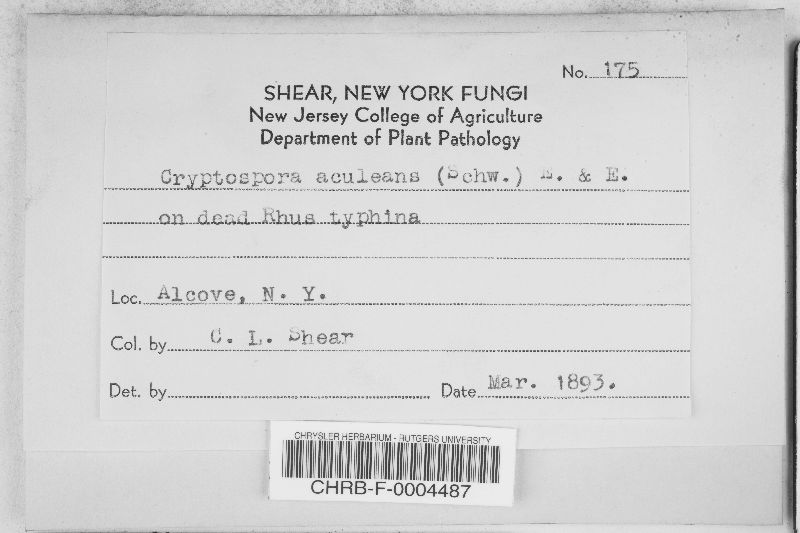 No. 175
SHEAR, NEW YORK FUNGI
New Jersey College of Agriculture
Department of Plant Pathology
Cryptospora aculeans (Schw.) E. & E.
on dead Rhus typhina
Loc. Alcove, N. Y.
Col. by C. L. Shear
Det. by
Date Mar. 1893.
CHRYSLER HERBARIUM - RUTGERS UNIVERSITY
CHRB-F-0004487